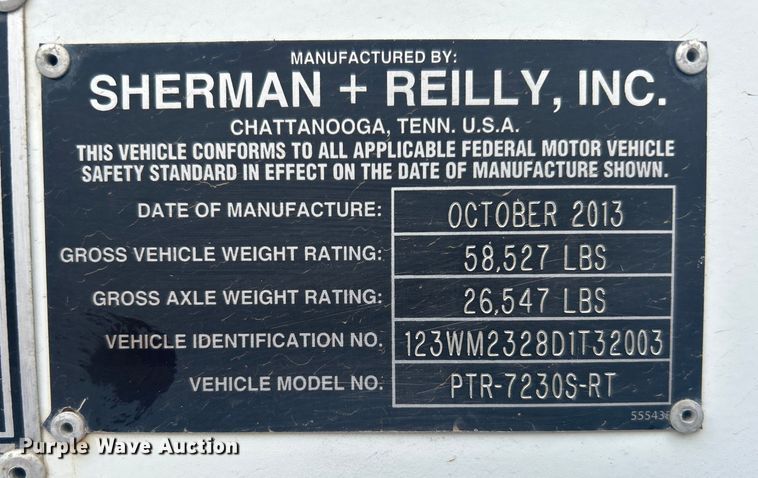 MANUFACTURED BY:
SHERMAN + REILLY, INC.
CHATTANOOGA, TENN. U.S.A.
THIS VEHICLE CONFORMS TO ALL APPLICABLE FEDERAL MOTOR VEHICLE
SAFETY STANDARD IN EFFECT ON THE DATE OF MANUFACTURE SHOWN.
DATE OF MANUFACTURE: OCTOBER 2013
GROSS VEHICLE WEIGHT RATING: 58,527 LBS
GROSS AXLE WEIGHT RATING: 26,547 LBS
VEHICLE IDENTIFICATION NO. 123WM2328D1T32003
VEHICLE MODEL NO. PTR-7230S-RT
Purple Wave Auction